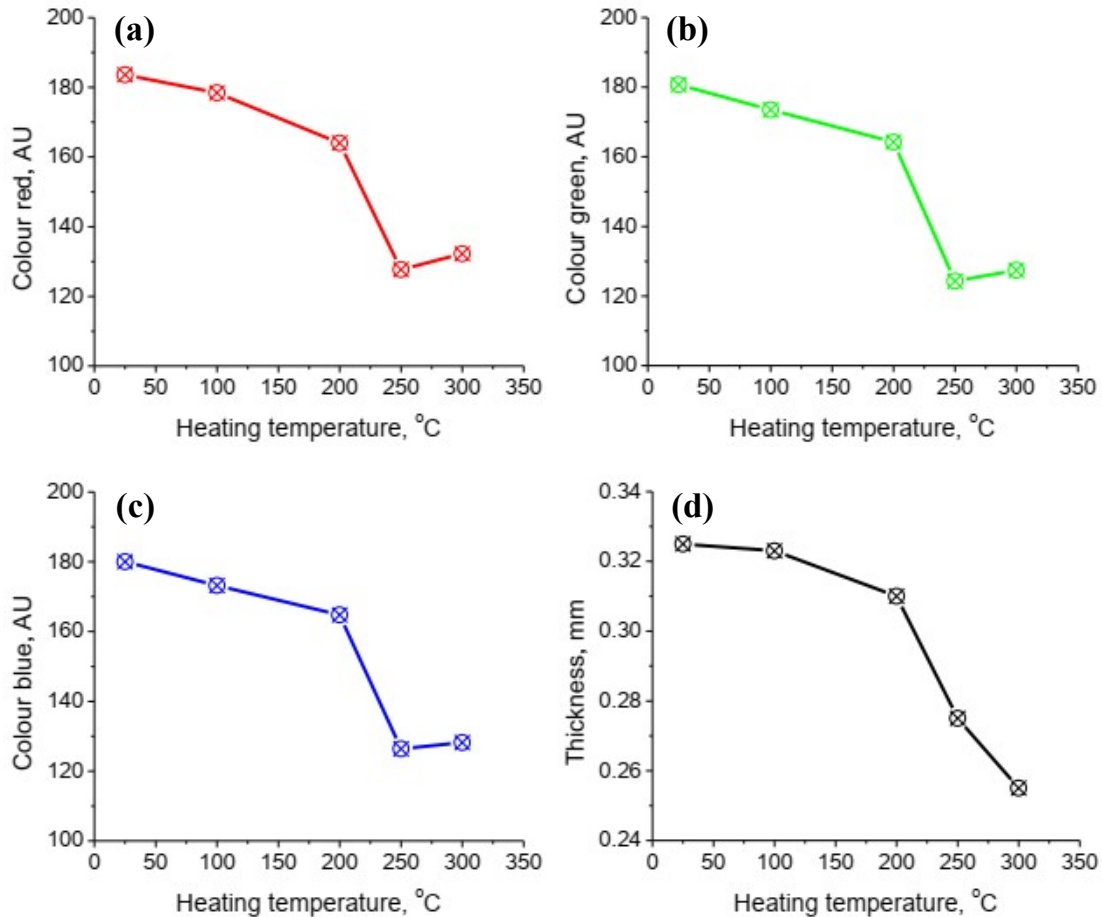 (a)
200
180
160
140
120
100
Colour red, AU
0 50 100 150 200 250 300 350
Heating temperature, °C
(b)
200
180
160
140
120
100
Colour green, AU
0 50 100 150 200 250 300 350
Heating temperature, °C
(c)
200
180
160
140
120
100
Colour blue, AU
0 50 100 150 200 250 300 350
Heating temperature, °C
(d)
0.34
0.32
0.30
0.28
0.26
0.24
Thickness, mm
0 50 100 150 200 250 300 350
Heating temperature, °C